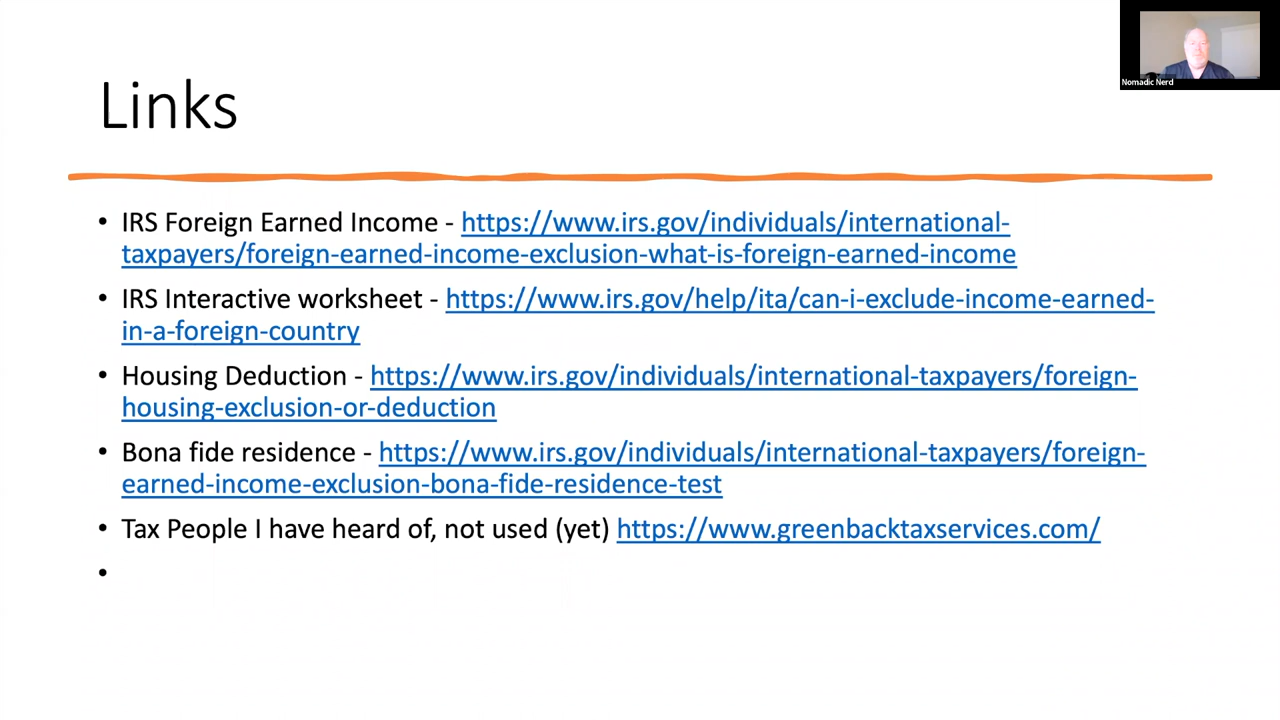 Nomadic Nerd
Links
• IRS Foreign Earned Income - https://www.irs.gov/individuals/international-
taxpayers/foreign-earned-income-exclusion-what-is-foreign-earned-income
• IRS Interactive worksheet - https://www.irs.gov/help/ita/can-i-exclude-income-earned-
in-a-foreign-country
• Housing Deduction - https://www.irs.gov/individuals/international-taxpayers/foreign-
housing-exclusion-or-deduction
• Bona fide residence - https://www.irs.gov/individuals/international-taxpayers/foreign-
earned-income-exclusion-bona-fide-residence-test
• Tax People I have heard of, not used (yet) https://www.greenbacktaxservices.com/
•